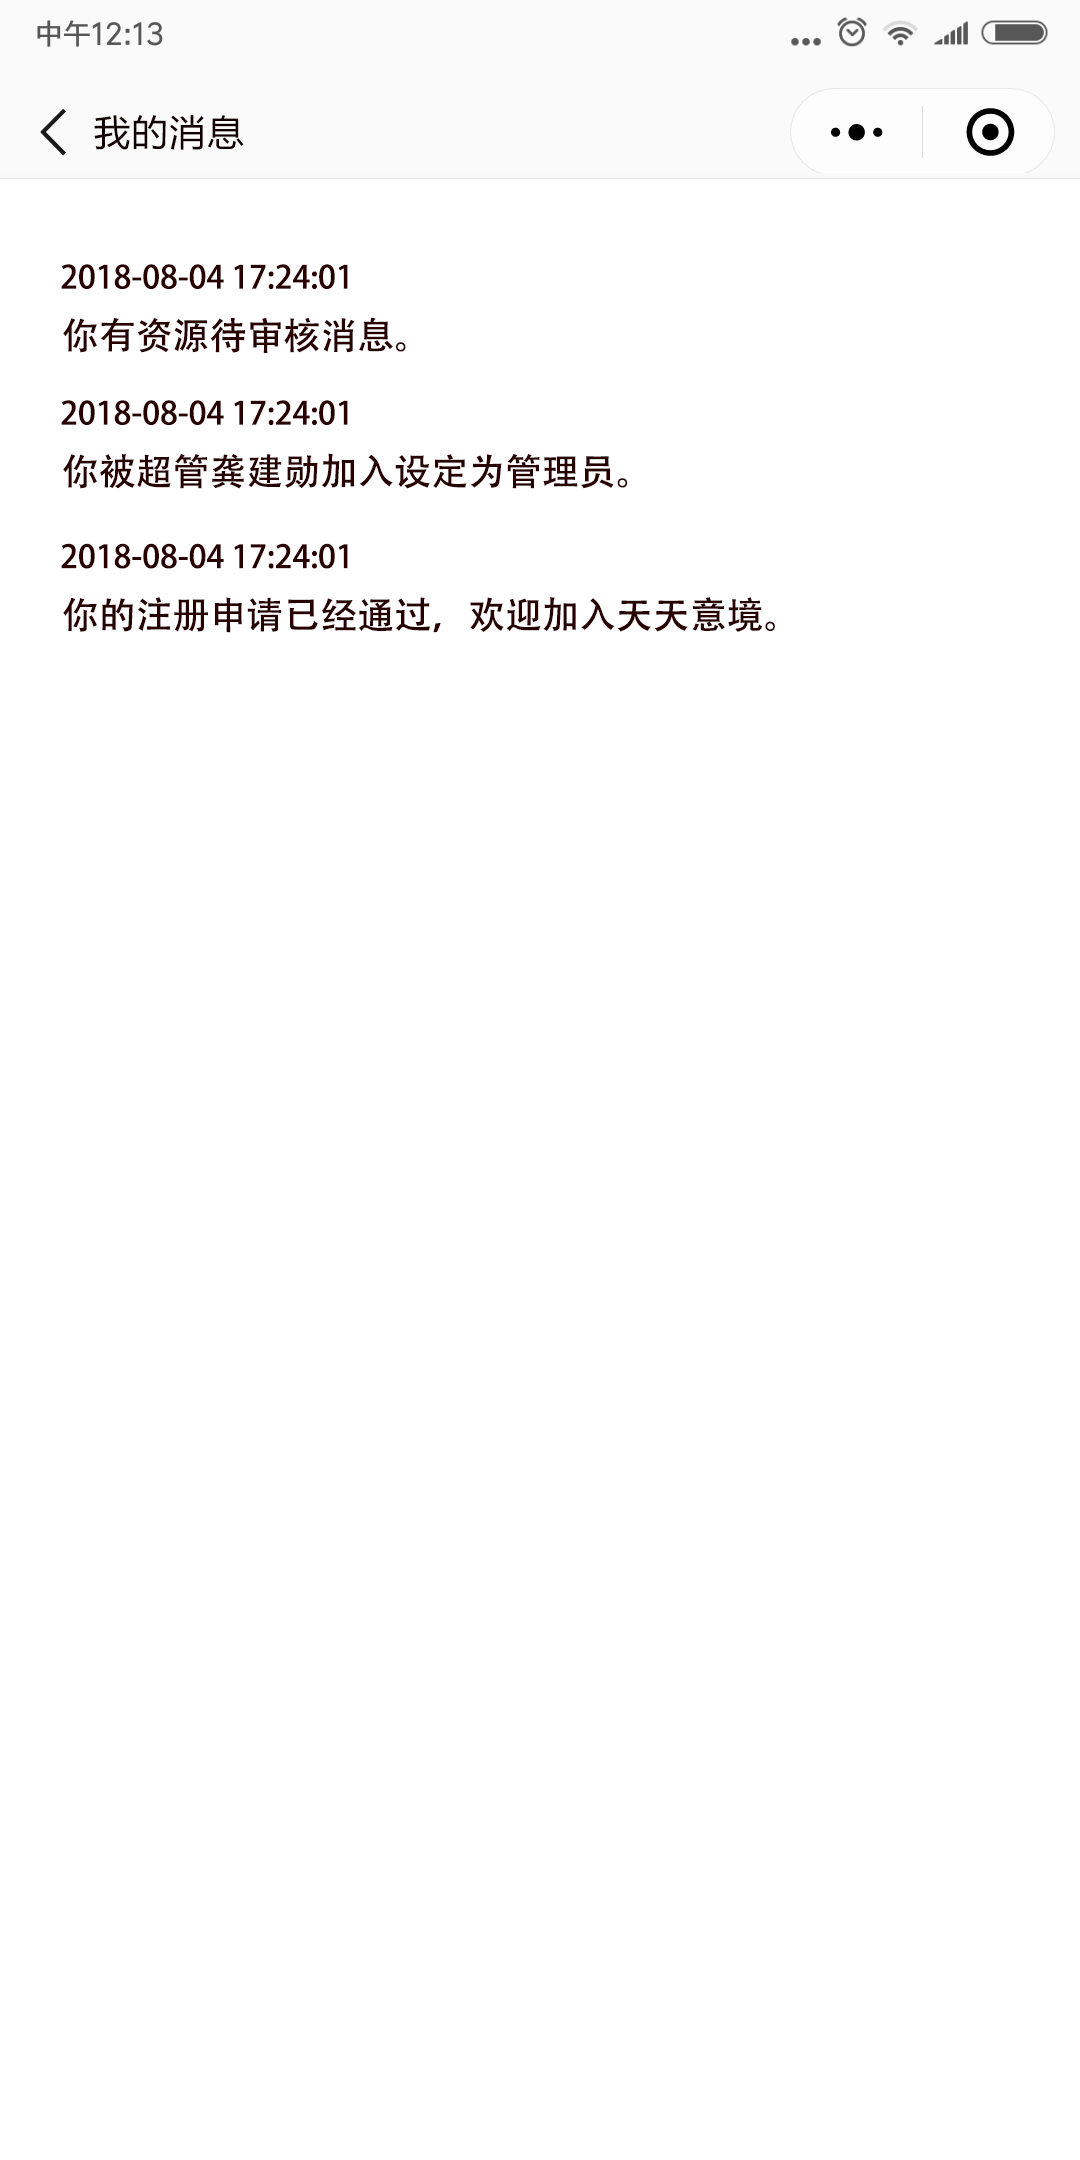 中午12:13
我的消息
2018-08-04 17:24:01
你有资源待审核消息。
2018-08-04 17:24:01
你被超管龚建勋加入设定为管理员。
2018-08-04 17:24:01
你的注册申请已经通过，欢迎加入天天意境。